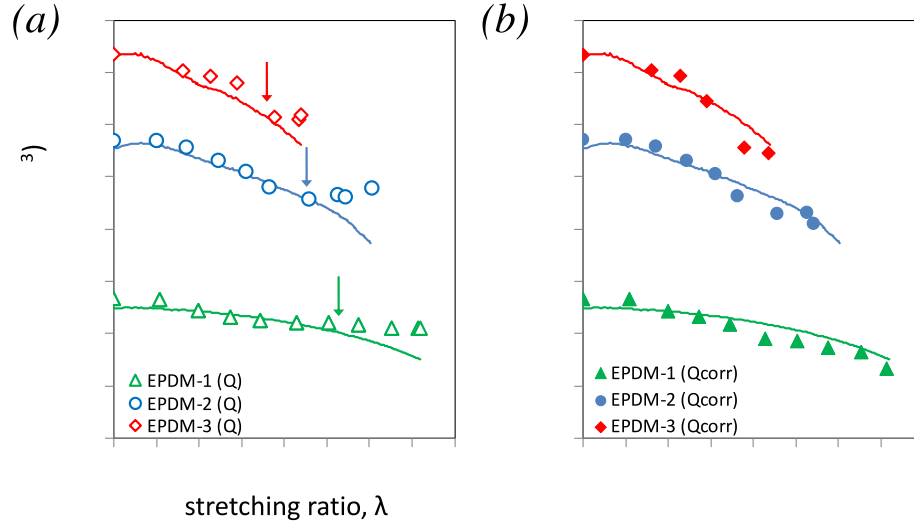 (a)
(b)
3)
EPDM-1 (Q)
EPDM-2 (Q)
EPDM-3 (Q)
EPDM-1 (Qcorr)
EPDM-2 (Qcorr)
EPDM-3 (Qcorr)
stretching ratio, λ